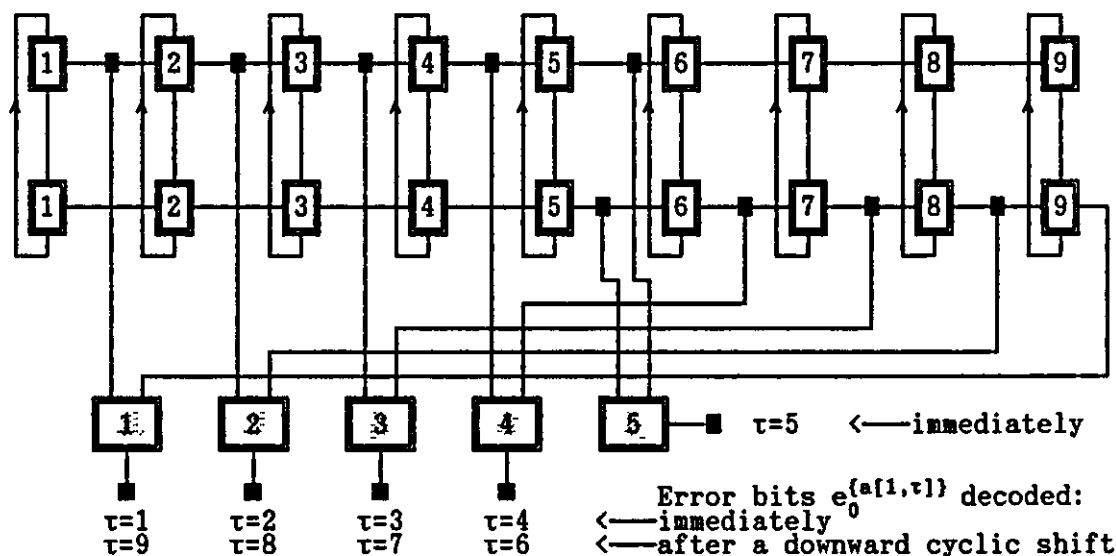 1 2 3 4 5 6 7 8 9
1 2 3 4 5 6 7 8 9
1 2 3 4 5 τ=5 <——immediately
Error bits e₀^{a[1,τ]} decoded:
τ=1 τ=2 τ=3 τ=4 <——immediately
τ=9 τ=8 τ=7 τ=6 <——after a downward cyclic shift